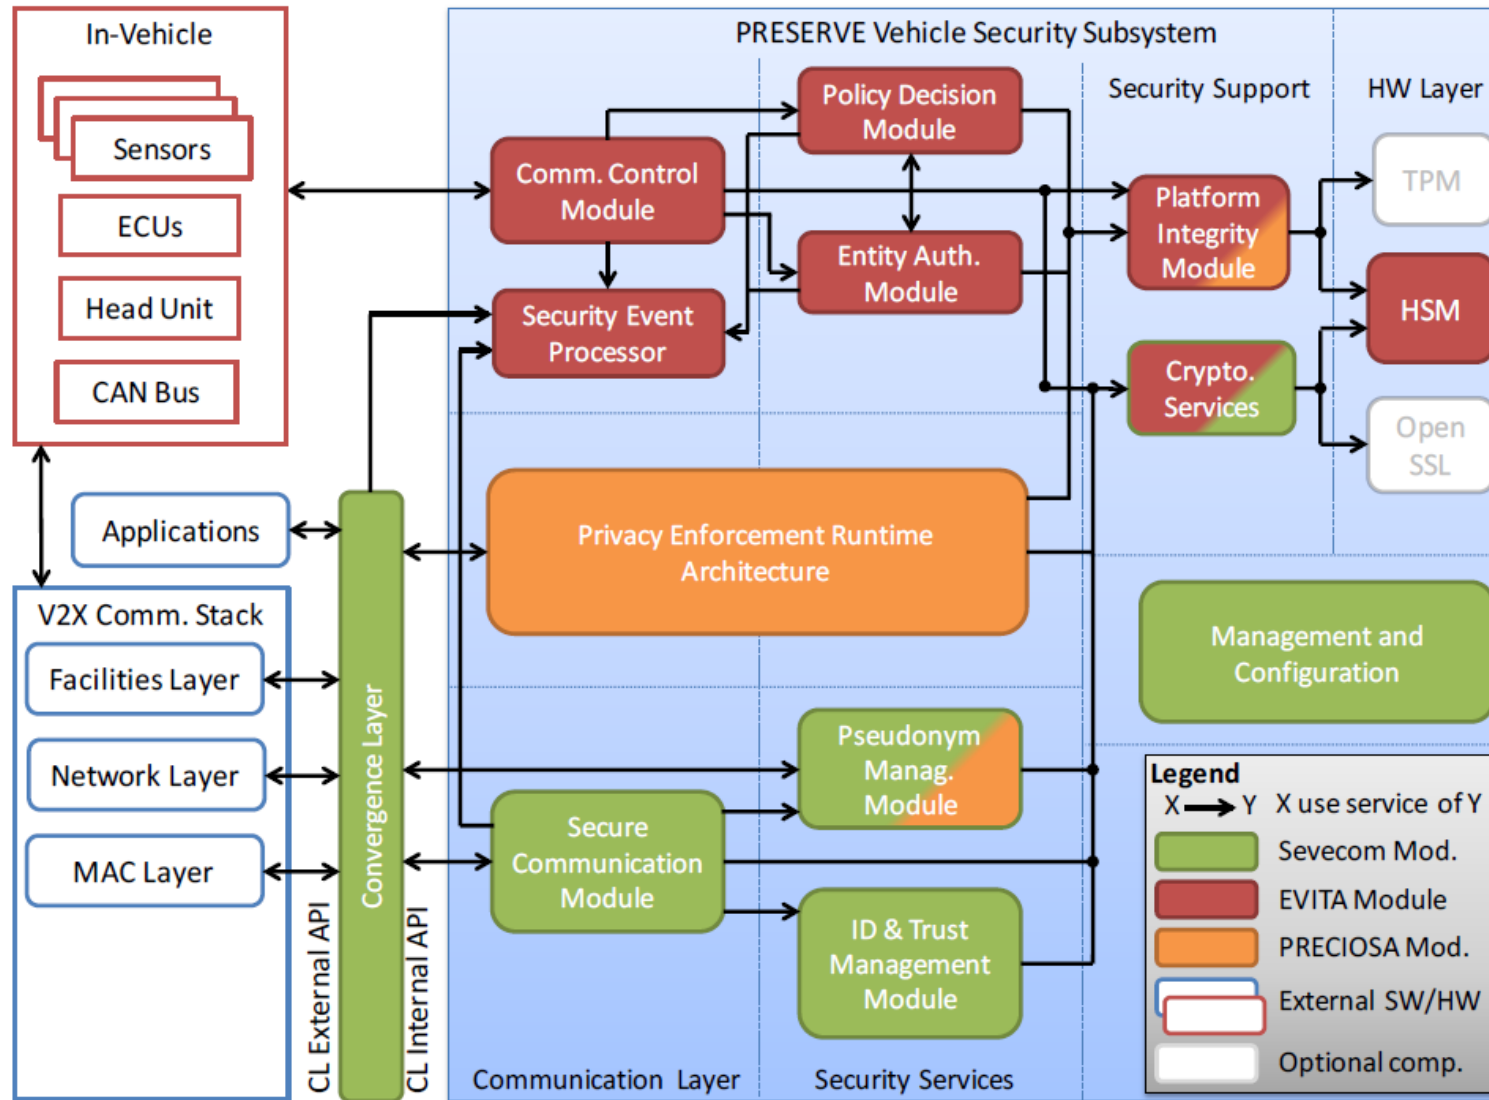 In-Vehicle
Sensors
ECUs
Head Unit
CAN Bus
Applications
V2X Comm. Stack
Facilities Layer
Network Layer
MAC Layer
CL External API
Convergence Layer
CL Internal API
PRESERVE Vehicle Security Subsystem
Comm. Control
Module
Security Event
Processor
Policy Decision
Module
Entity Auth.
Module
Security Support
Platform
Integrity
Module
Crypto.
Services
HW Layer
TPM
HSM
Open
SSL
Privacy Enforcement Runtime
Architecture
Management and
Configuration
Pseudonym
Manag.
Module
Secure
Communication
Module
ID & Trust
Management
Module
Communication Layer
Security Services
Legend
X Y X use service of Y
Sevecom Mod.
EVITA Module
PRECIOSA Mod.
External SW/HW
Optional comp.